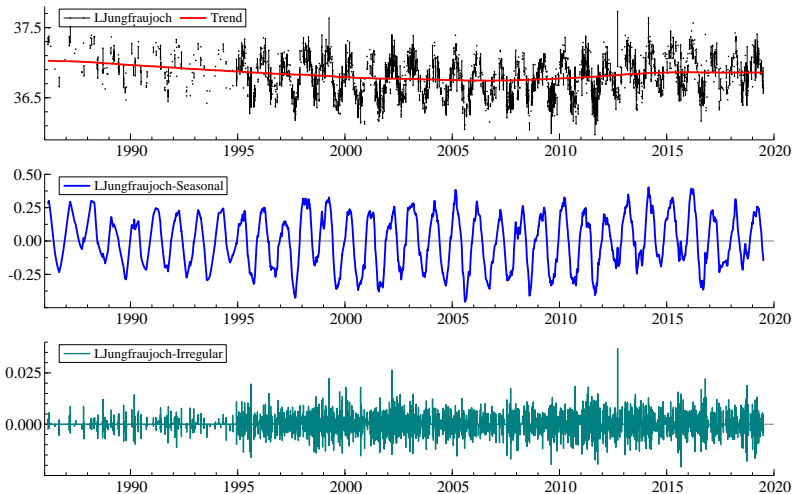 LJungfraujoch Trend
37.5
36.5
1990 1995 2000 2005 2010 2015 2020
0.50
LJungfraujoch-Seasonal
0.25
0.00
-0.25
1990 1995 2000 2005 2010 2015 2020
LJungfraujoch-Irregular
0.025
0.000
1990 1995 2000 2005 2010 2015 2020